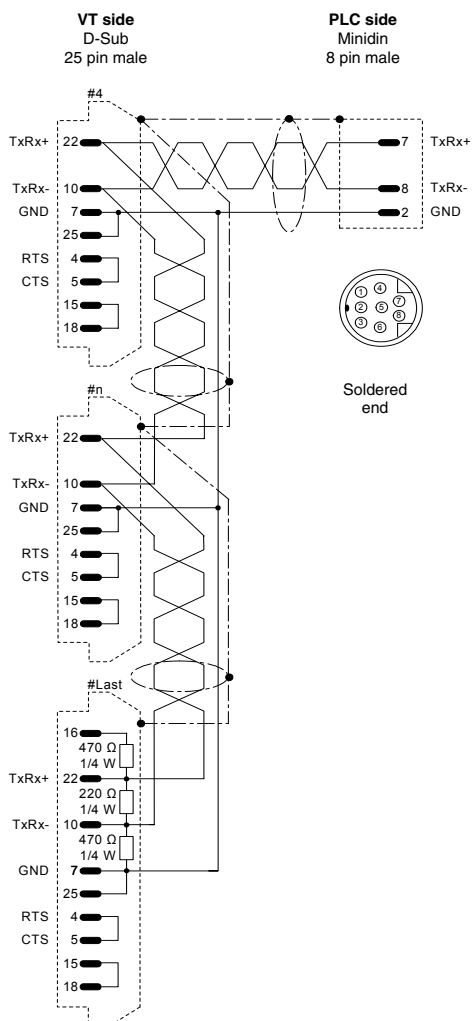 VT side
D-Sub
25 pin male
PLC side
Minidin
8 pin male
#4
TxRx+ 22
7 TxRx+
TxRx- 10
8 TxRx-
GND 7
2 GND
25
RTS 4
CTS 5
15
18
1 4
2 5 7
3 6 8
Soldered
end
#n
TxRx+ 22
TxRx- 10
GND 7
25
RTS 4
CTS 5
15
18
#Last
16
470 Ω
1/4 W
TxRx+ 22
220 Ω
1/4 W
TxRx- 10
470 Ω
1/4 W
GND 7
25
RTS 4
CTS 5
15
18